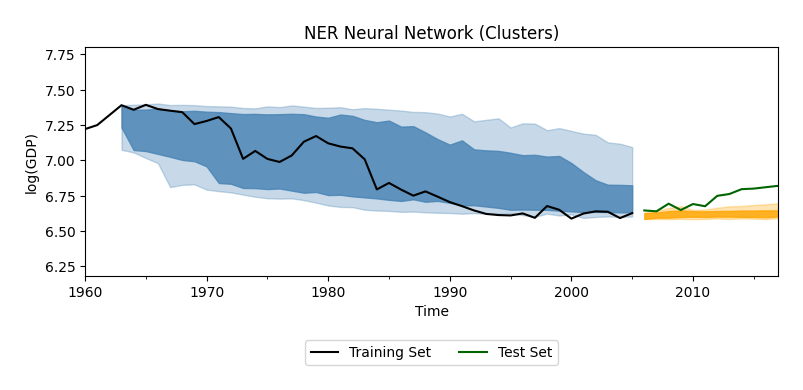 NER Neural Network (Clusters)
7.75
7.50
7.25
7.00
6.75
6.50
6.25
log(GDP)
1960 1970 1980 1990 2000 2010
Time
Training Set Test Set